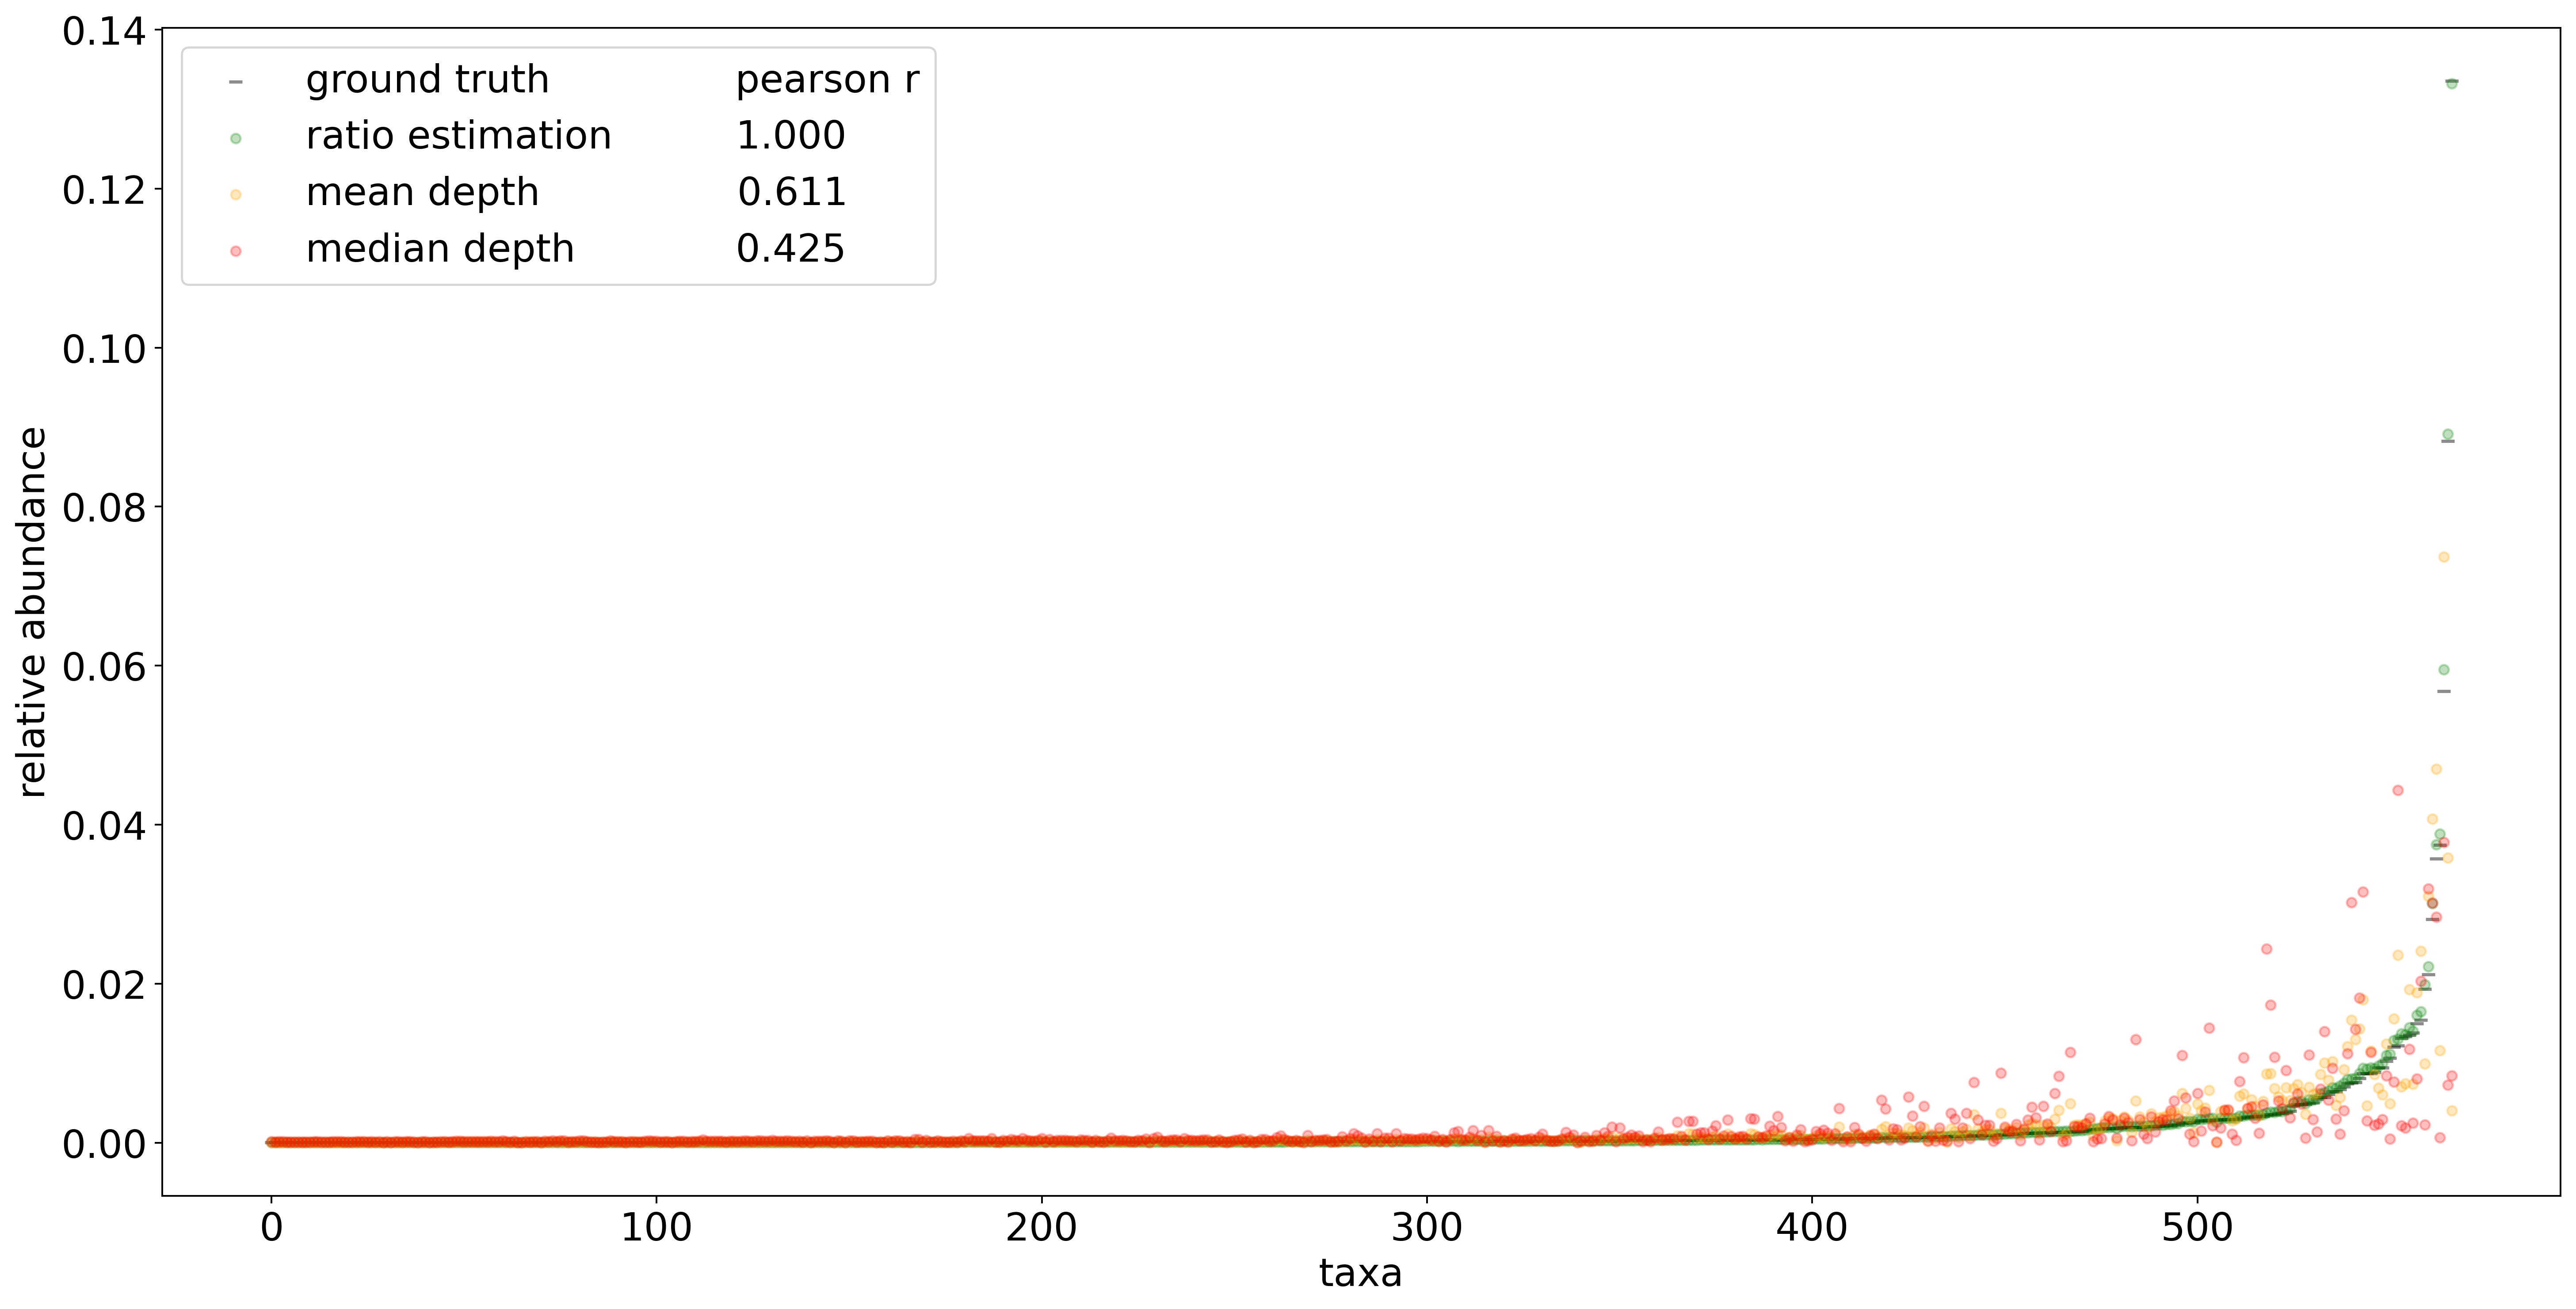 ground truth pearson r
ratio estimation 1.000
mean depth 0.611
median depth 0.425
relative abundance
0.14
0.12
0.10
0.08
0.06
0.04
0.02
0.00
0 100 200 300 400 500
taxa